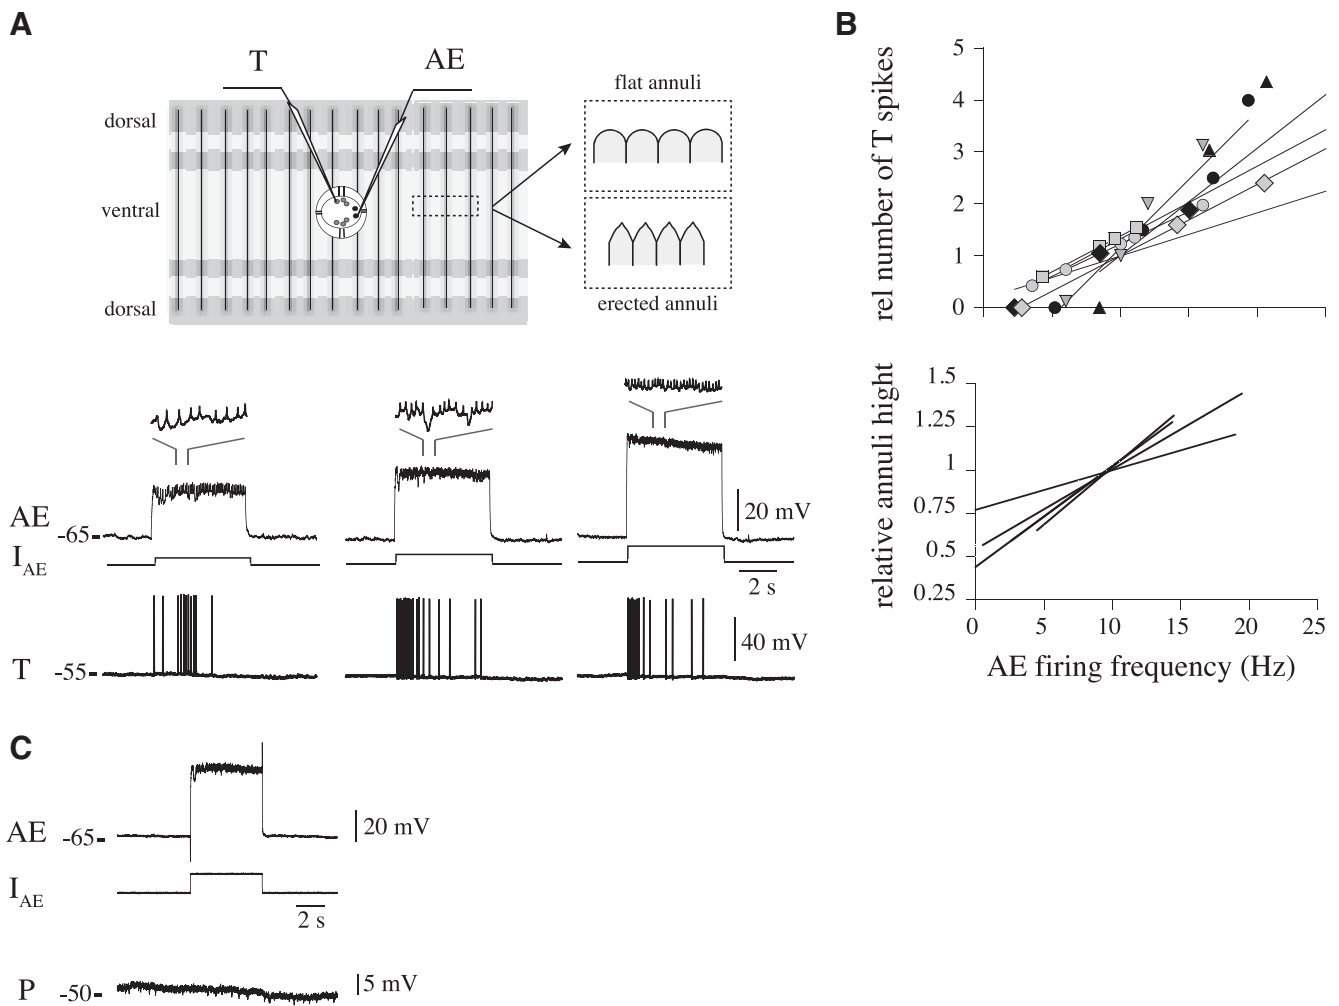 A
T
AE
dorsal
ventral
dorsal
flat annuli
erected annuli
AE
-65
20 mV
I_AE
2 s
T
-55
40 mV
B
rel number of T spikes
5
4
3
2
1
0
relative annuli hight
1.5
1.25
1
0.75
0.5
0.25
0 5 10 15 20 25
AE firing frequency (Hz)
C
AE
-65
20 mV
I_AE
2 s
P
-50
5 mV